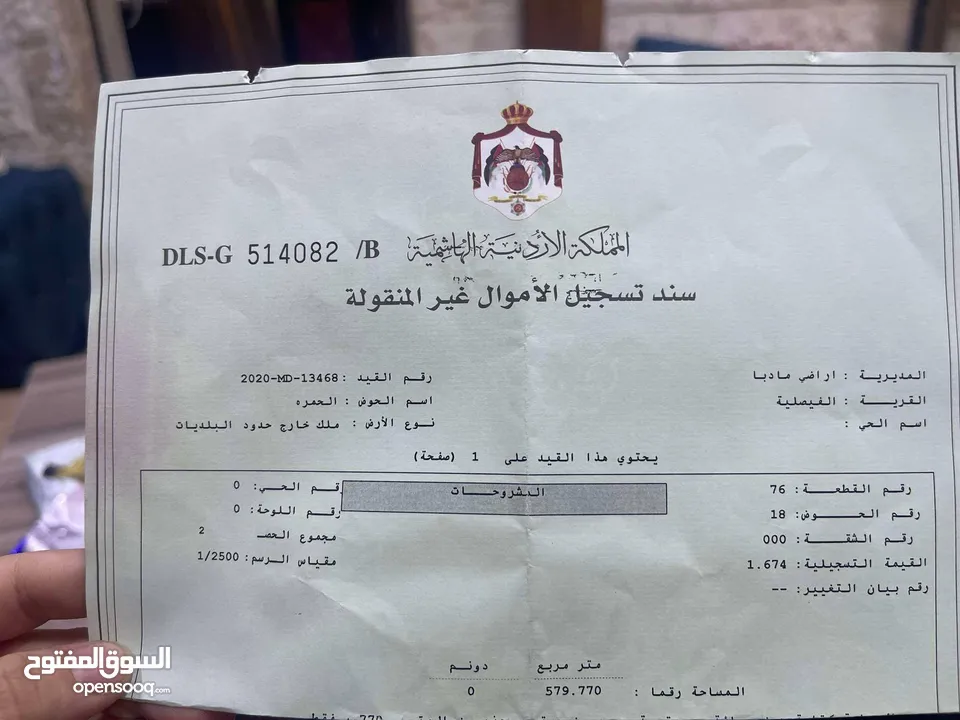 المملكة الاردنية الهاشمية
DLS-G 514082 /B
سند تسجيل الأموال غير المنقولة
المديرية : اراضي مادبا
رقم القيد : 2020-MD-13468
القرية : الفيصلية
اسم الحوض : الحمره
اسم الحي :
نوع الأرض : ملك خارج حدود البلديات
يحتوي هذا القيد على 1 (صفحة)
رقم القطعة: 76
المشروحات
رقم الحي: 0
رقم الحوض: 18
رقم اللوحة: 0
رقم الشقة: 000
مجموع الحصـ 2
القيمة التسجيلية: 1.674
مقياس الرسم: 1/2500
رقم بيان التغيير: --
متر مربع
دونم
المساحة رقما : 579.770
0
السوق المفتوح
opensooq.com